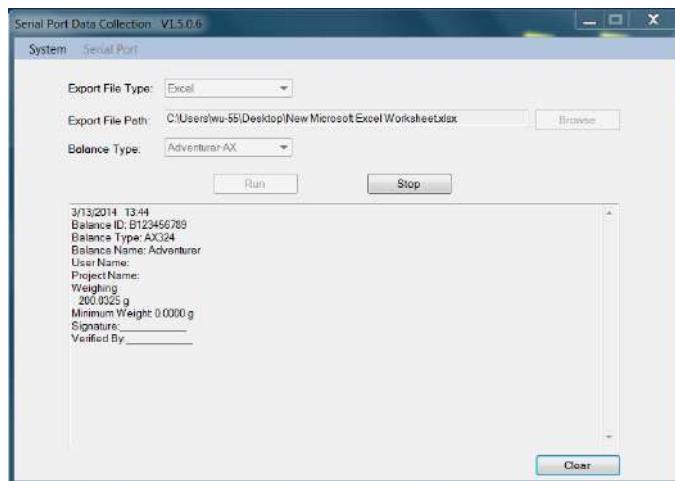 Serial Port Data Collection V1.5.0.6
System Serial Port
Export File Type: Excel
Export File Path: C:\Users\wu-55\Desktop\New Microsoft Excel Worksheet.xlsx Browse
Balance Type: Adventurer-AX
Run Stop
3/13/2014 13:44
Balance ID: B123456789
Balance Type: AX324
Balance Name: Adventurer
User Name:
Project Name:
Weighing
200.0325 g
Minimum Weight: 0.0000 g
Signature:____________
Verified By:____________
Clear